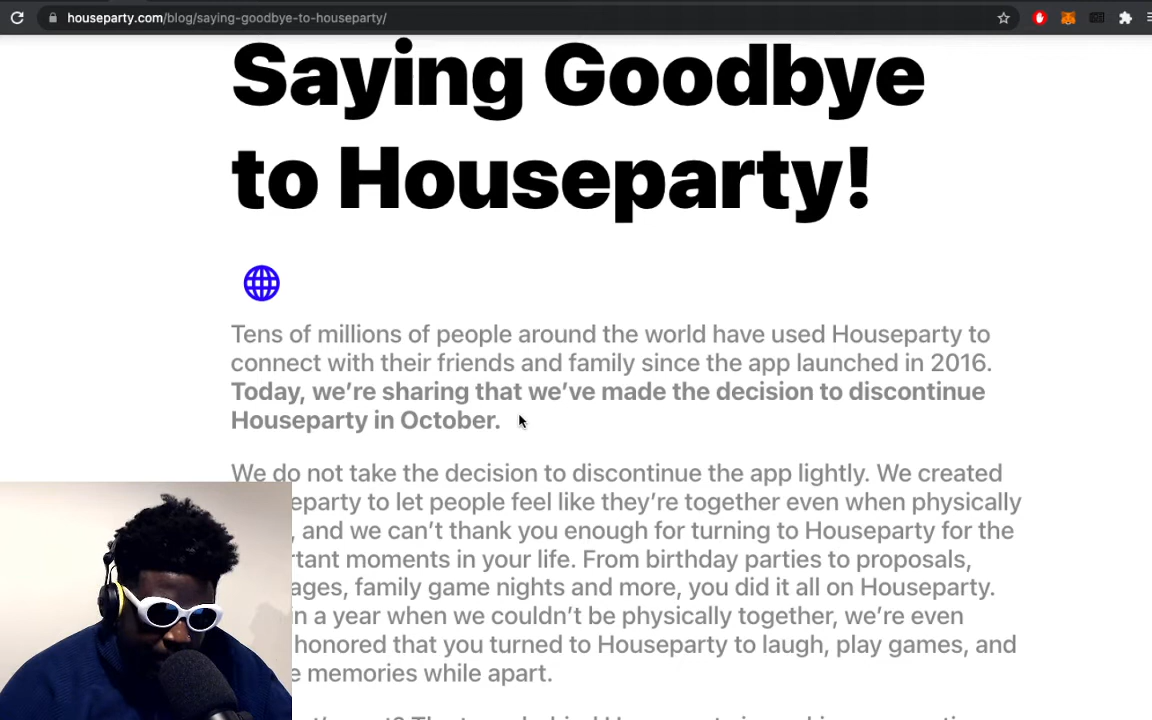 houseparty.com/blog/saying-goodbye-to-houseparty/
Saying Goodbye
to Houseparty!
Tens of millions of people around the world have used Houseparty to
connect with their friends and family since the app launched in 2016.
Today, we’re sharing that we’ve made the decision to discontinue
Houseparty in October.
We do not take the decision to discontinue the app lightly. We created
eparty to let people feel like they’re together even when physically
, and we can’t thank you enough for turning to Houseparty for the
rtant moments in your life. From birthday parties to proposals,
ages, family game nights and more, you did it all on Houseparty.
in a year when we couldn’t be physically together, we’re even
honored that you turned to Houseparty to laugh, play games, and
e memories while apart.